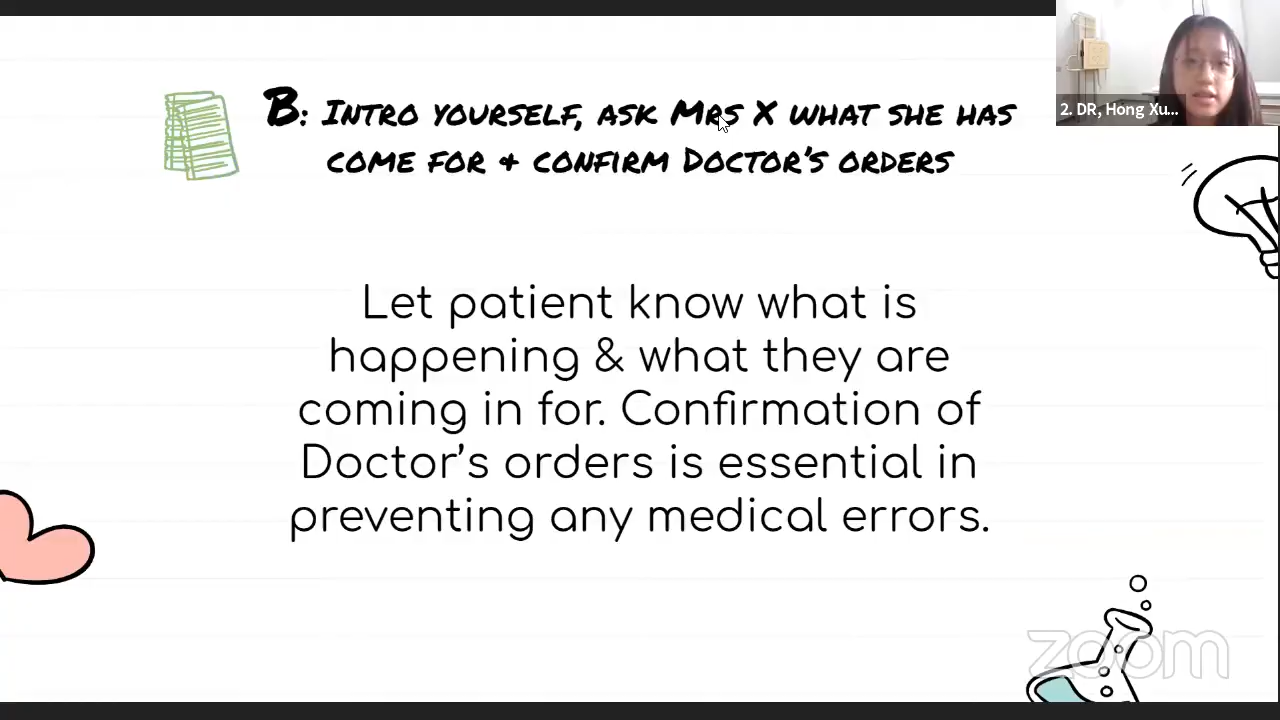 B: Intro yourself, ask Mrs X what she has
come for & confirm Doctor's orders
2. DR, Hong Xu...
Let patient know what is
happening & what they are
coming in for. Confirmation of
Doctor's orders is essential in
preventing any medical errors.
zoom